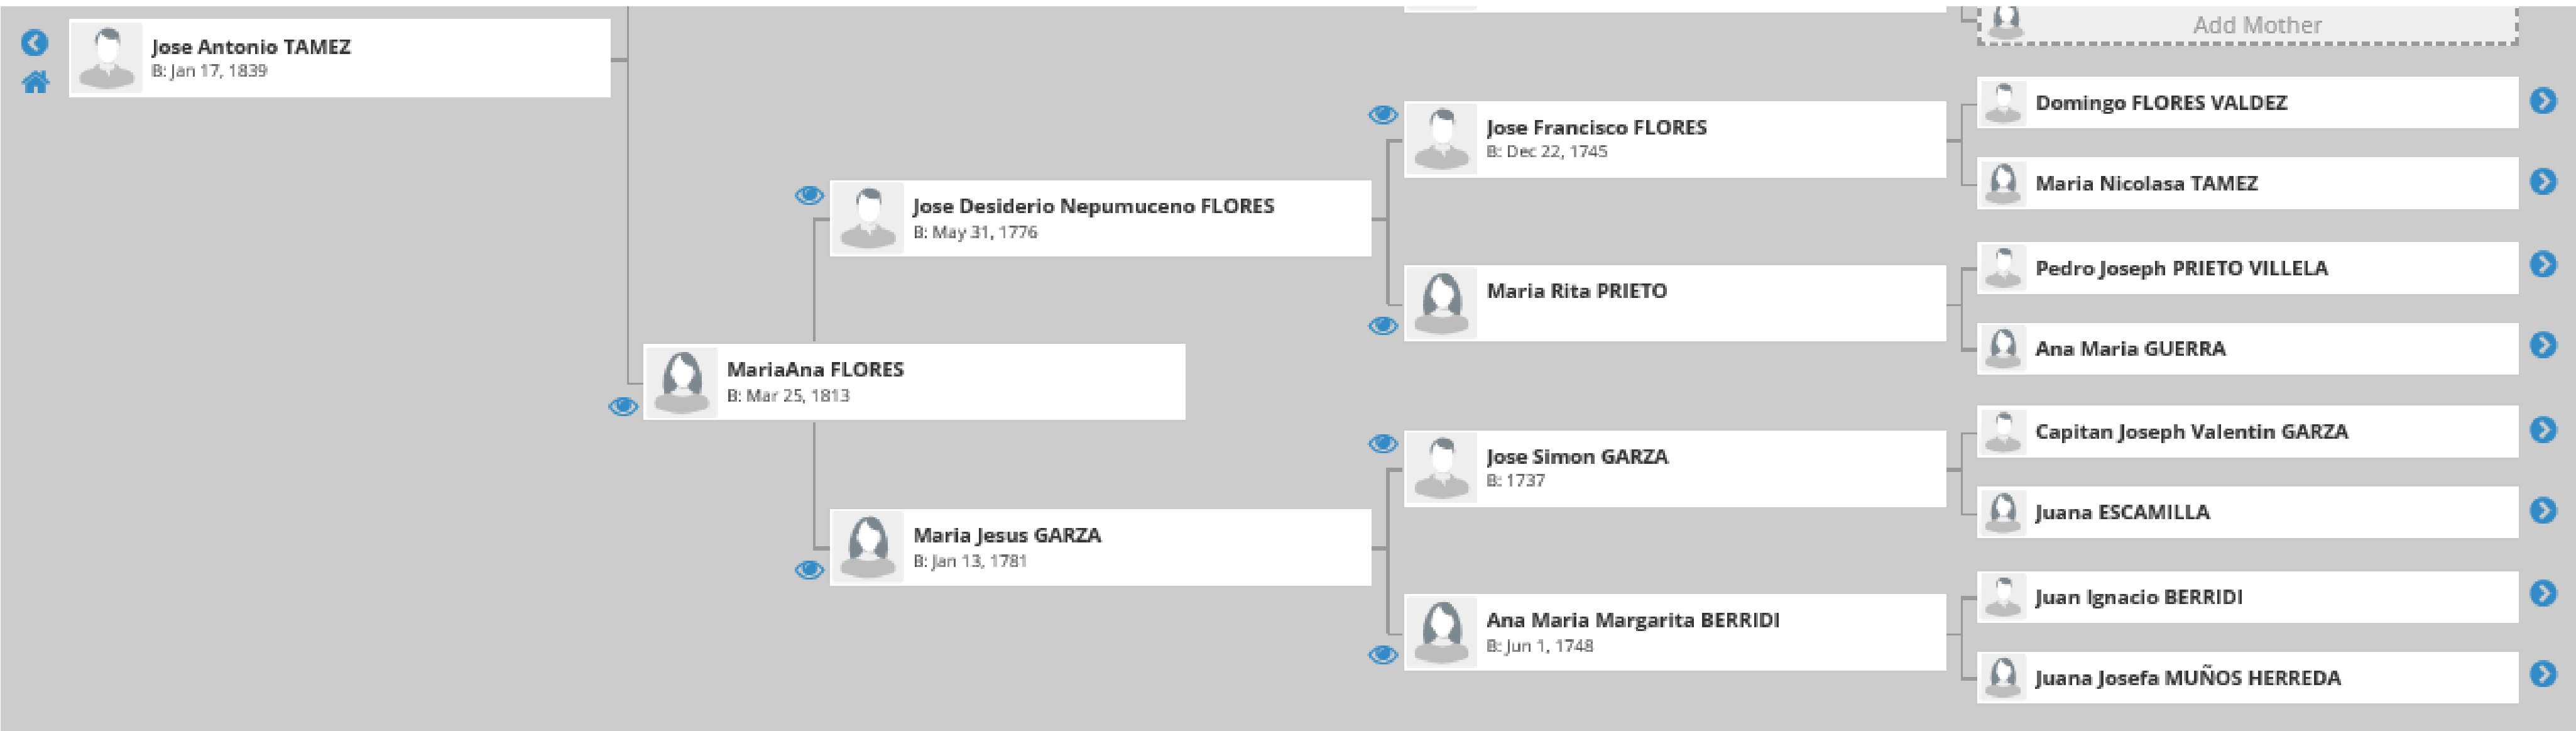 Jose Antonio TAMEZ
B: Jan 17, 1839
MariaAna FLORES
B: Mar 25, 1813
Jose Desiderio Nepumuceno FLORES
B: May 31, 1776
Maria Jesus GARZA
B: Jan 13, 1781
Jose Francisco FLORES
B: Dec 22, 1745
Maria Rita PRIETO
Jose Simon GARZA
B: 1737
Ana Maria Margarita BERRIDI
B: Jun 1, 1748
Add Mother
Domingo FLORES VALDEZ
Maria Nicolasa TAMEZ
Pedro Joseph PRIETO VILLELA
Ana Maria GUERRA
Capitan Joseph Valentin GARZA
Juana ESCAMILLA
Juan Ignacio BERRIDI
Juana Josefa MUÑOS HERREDA